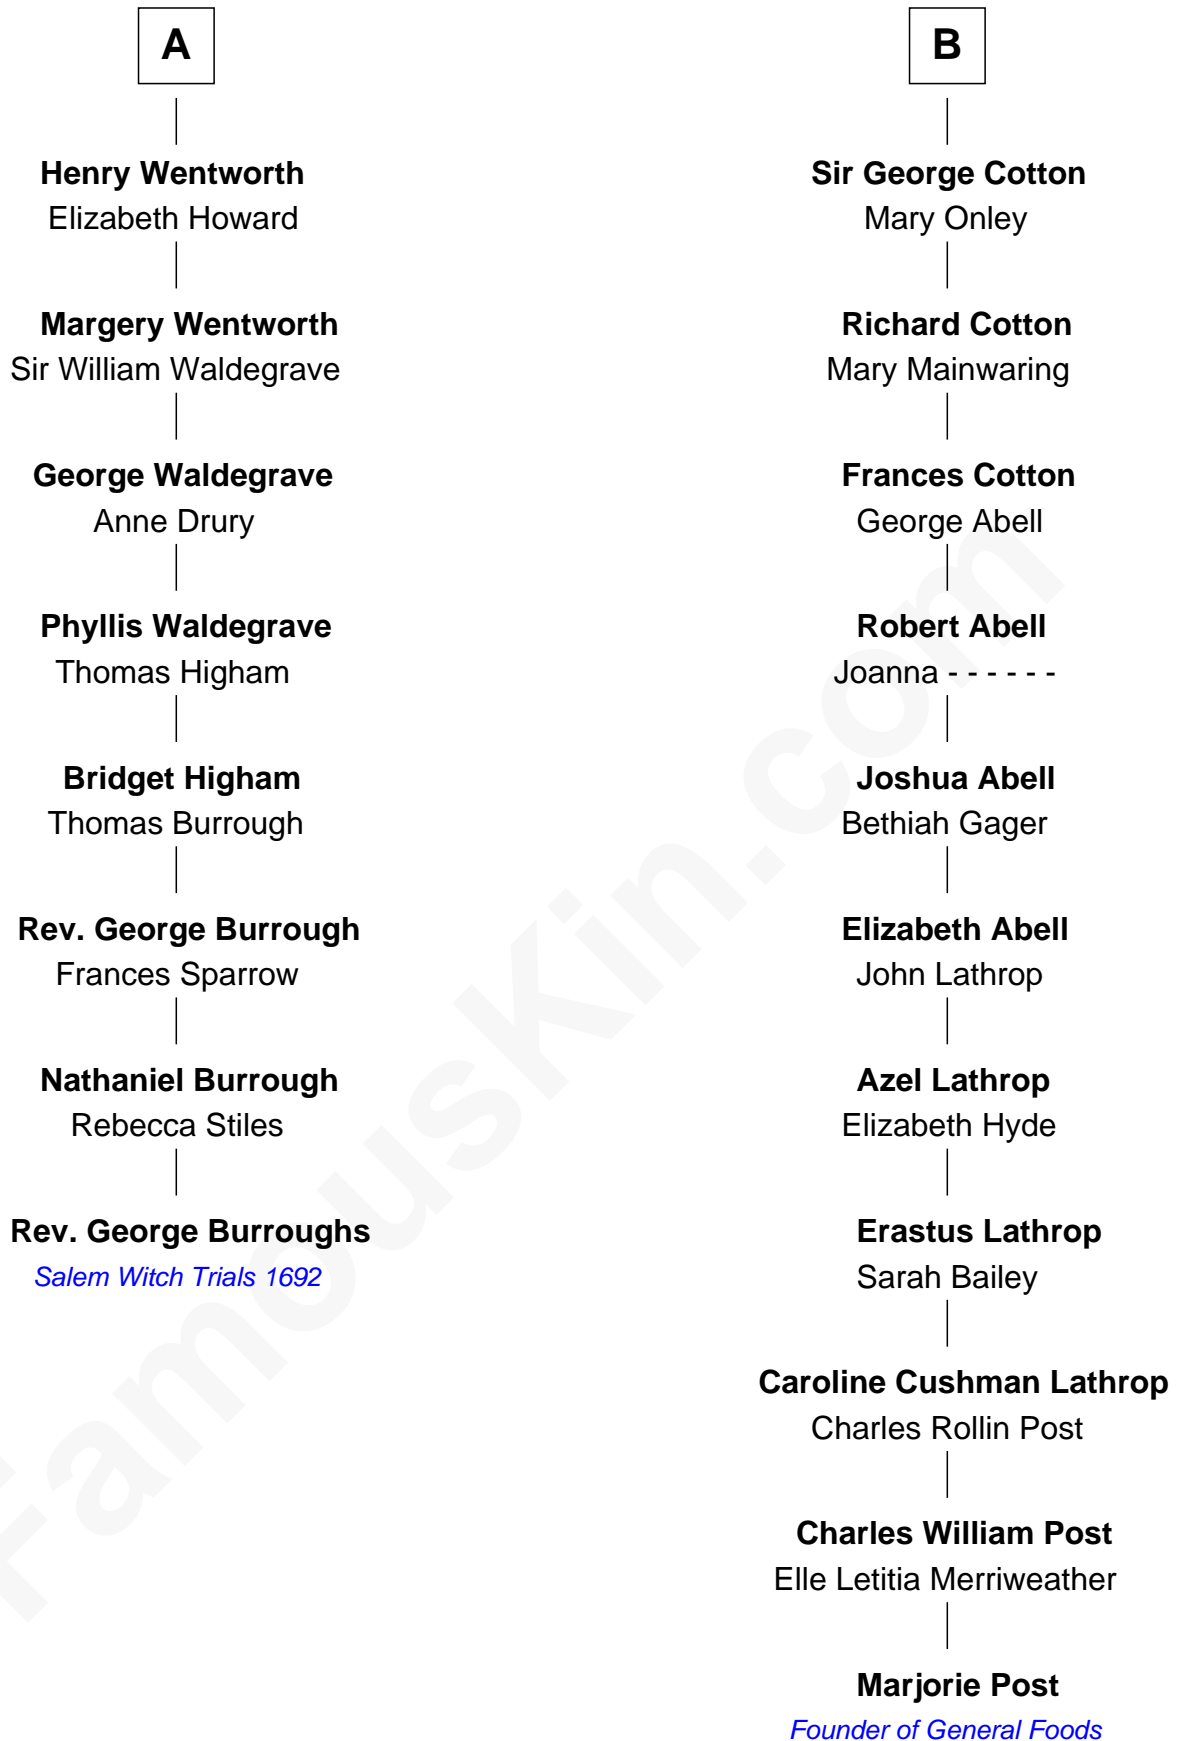 A
Henry Wentworth
Elizabeth Howard
Margery Wentworth
Sir William Waldegrave
George Waldegrave
Anne Drury
Phyllis Waldegrave
Thomas Higham
Bridget Higham
Thomas Burrough
Rev. George Burrough
Frances Sparrow
Nathaniel Burrough
Rebecca Stiles
Rev. George Burroughs
Salem Witch Trials 1692
B
Sir George Cotton
Mary Onley
Richard Cotton
Mary Mainwaring
Frances Cotton
George Abell
Robert Abell
Joanna - - - - - -
Joshua Abell
Bethiah Gager
Elizabeth Abell
John Lathrop
Azel Lathrop
Elizabeth Hyde
Erastus Lathrop
Sarah Bailey
Caroline Cushman Lathrop
Charles Rollin Post
Charles William Post
Elle Letitia Merriweather
Marjorie Post
Founder of General Foods
FamousKin.com